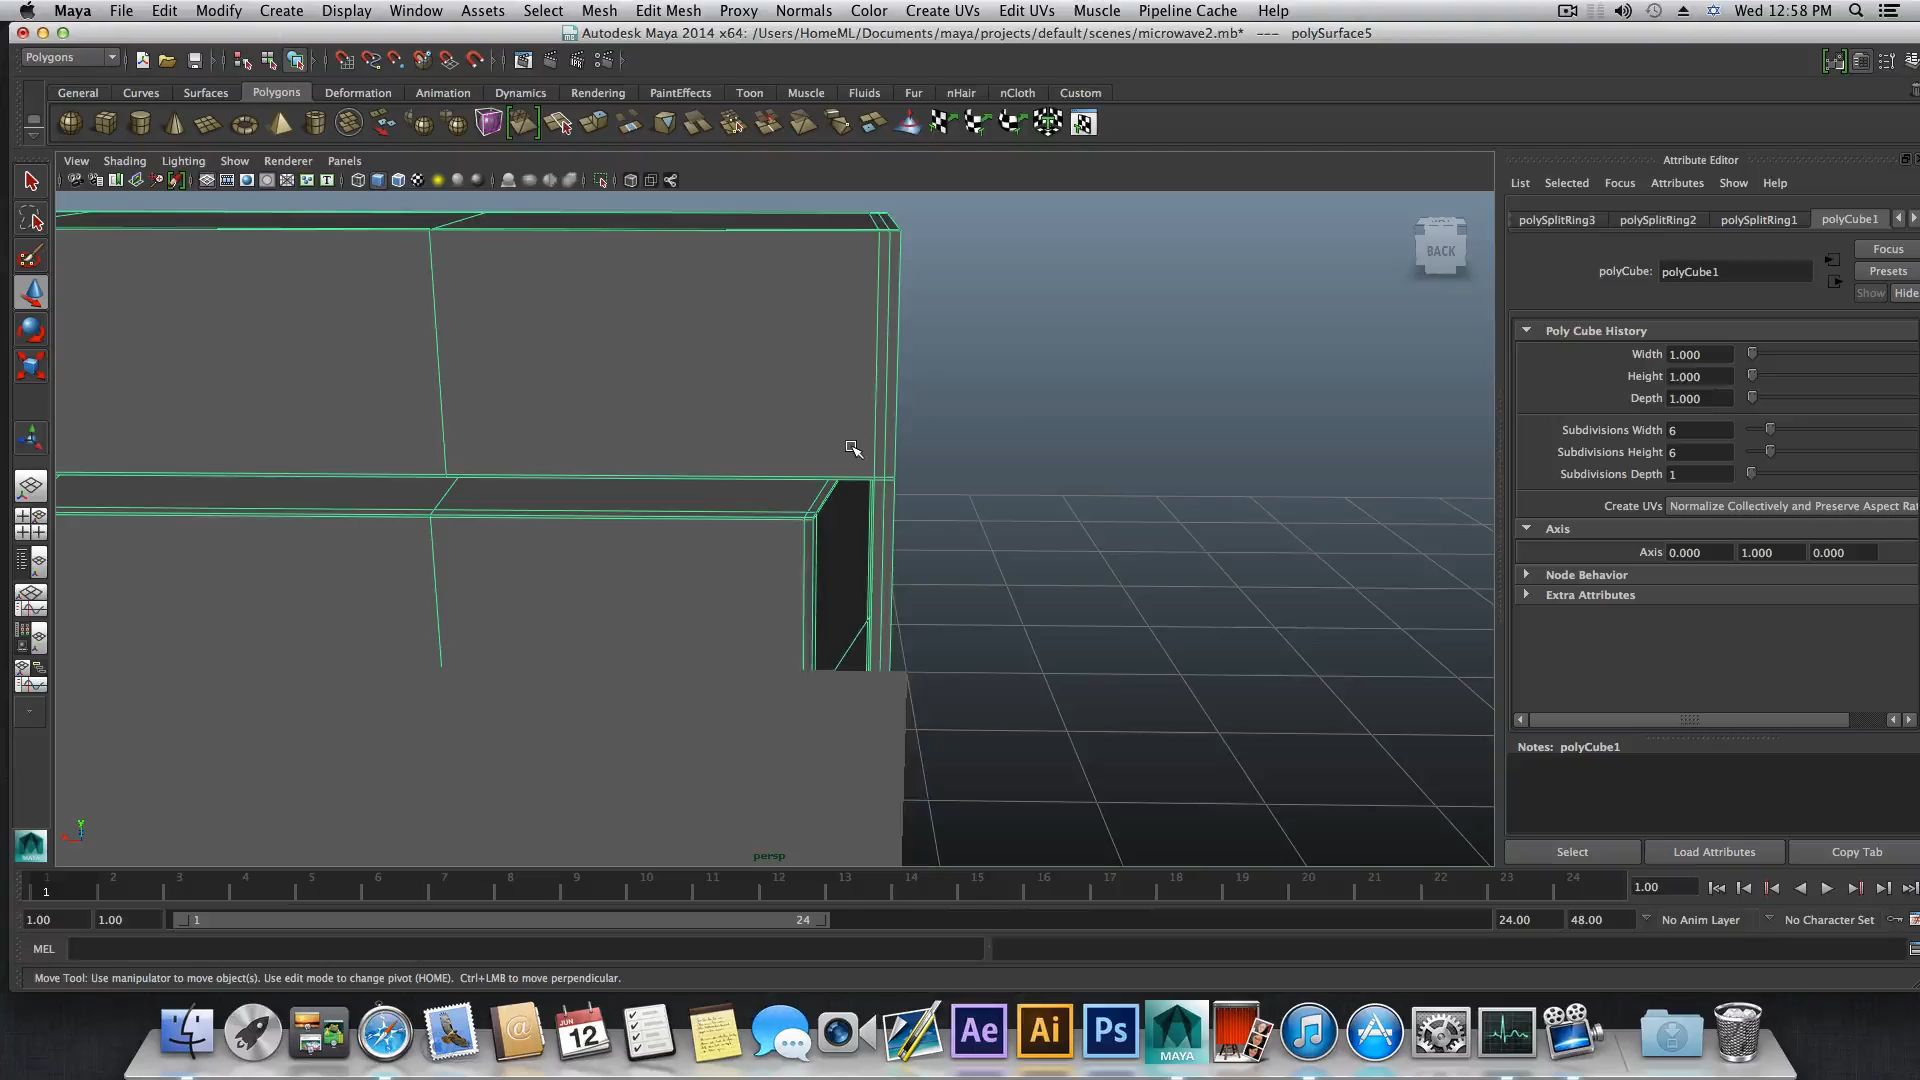 Maya File Edit Modify Create Display Window Assets Select Mesh Edit Mesh Proxy Normals Color Create UVs Edit UVs Muscle Pipeline Cache Help Wed 12:58 PM
Autodesk Maya 2014 x64: /Users/HomeML/Documents/maya/projects/default/scenes/microwave2.mb* --- polySurface5
Polygons
General Curves Surfaces Polygons Deformation Animation Dynamics Rendering PaintEffects Toon Muscle Fluids Fur nHair nCloth Custom
View Shading Lighting Show Renderer Panels
Attribute Editor
List Selected Focus Attributes Show Help
polySplitRing3 polySplitRing2 polySplitRing1 polyCube1
BACK
Focus
polyCube: polyCube1
Presets
Show Hide
Poly Cube History
Width 1.000
Height 1.000
Depth 1.000
Subdivisions Width 6
Subdivisions Height 6
Subdivisions Depth 1
Create UVs Normalize Collectively and Preserve Aspect Rat
Axis
Axis 0.000 1.000 0.000
Node Behavior
Extra Attributes
Notes: polyCube1
Y
persp
Select Load Attributes Copy Tab
1 2 3 4 5 6 7 8 9 10 11 12 13 14 15 16 17 18 19 20 21 22 23 24
1
1.00
1.00 1.00 1 24 24.00 48.00 No Anim Layer No Character Set
MEL
Move Tool: Use manipulator to move object(s). Use edit mode to change pivot (HOME). Ctrl+LMB to move perpendicular.
JUN
12
Ae Ai Ps MAYA